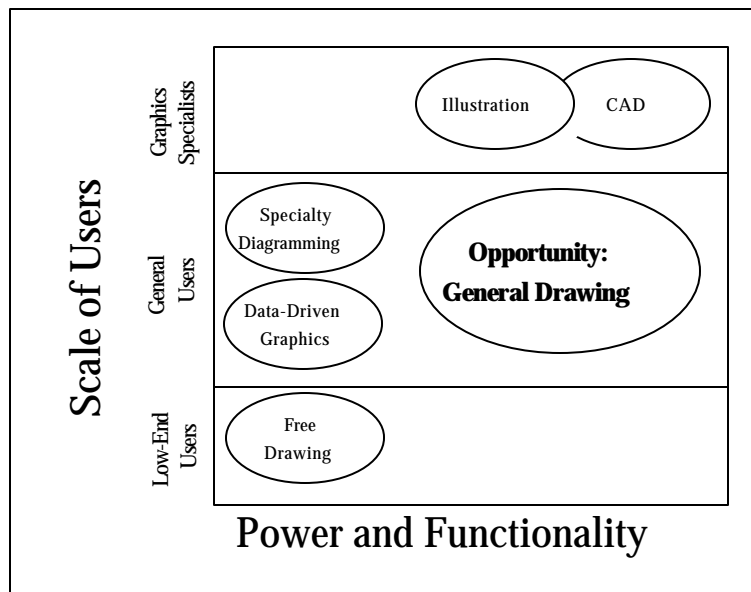 Scale of Users
Graphics
Specialists
Illustration
CAD
General
Users
Specialty
Diagramming
Opportunity:
General Drawing
Data-Driven
Graphics
Low-End
Users
Free
Drawing
Power and Functionality